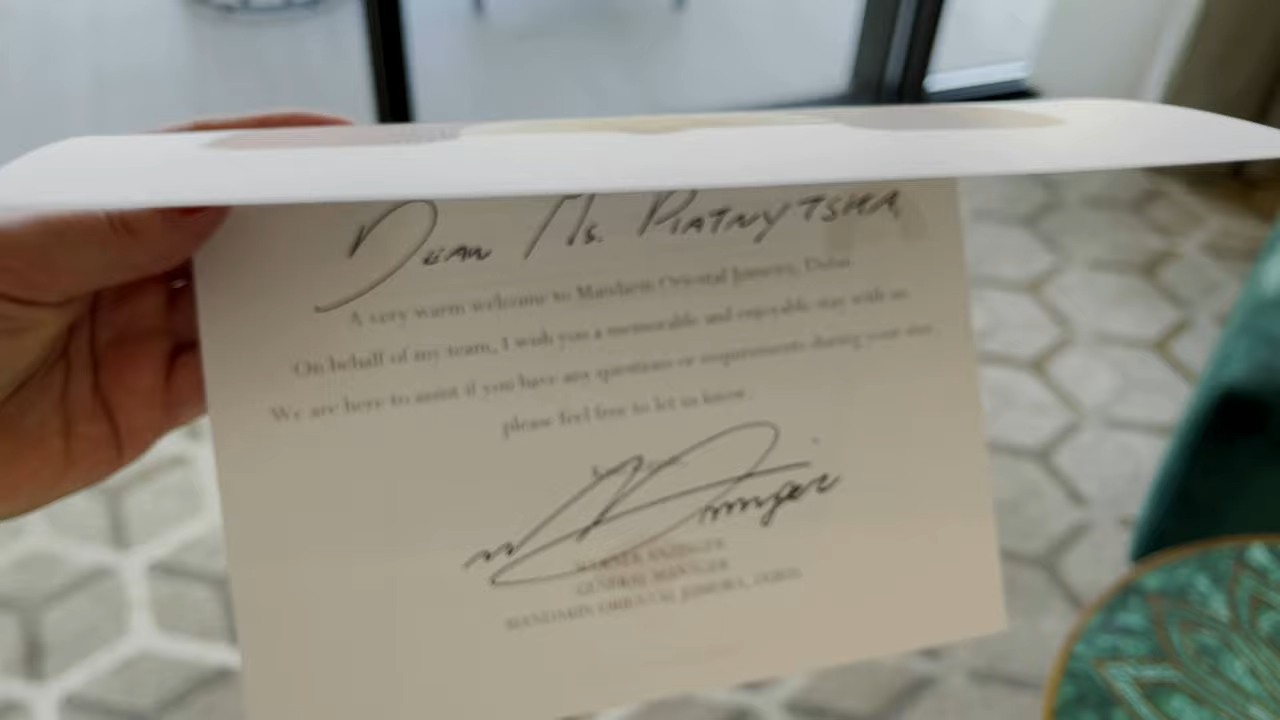 Dear Ms. PIATNYTSKA
A very warm welcome to Mandarin Oriental Jumeira, Dubai
On behalf of my team, I wish you a memorable and enjoyable stay with us.
We are here to assist if you have any questions or requirements during your stay,
please feel free to let us know.
GENERAL MANAGER
MANDARIN ORIENTAL JUMEIRA, DUBAI